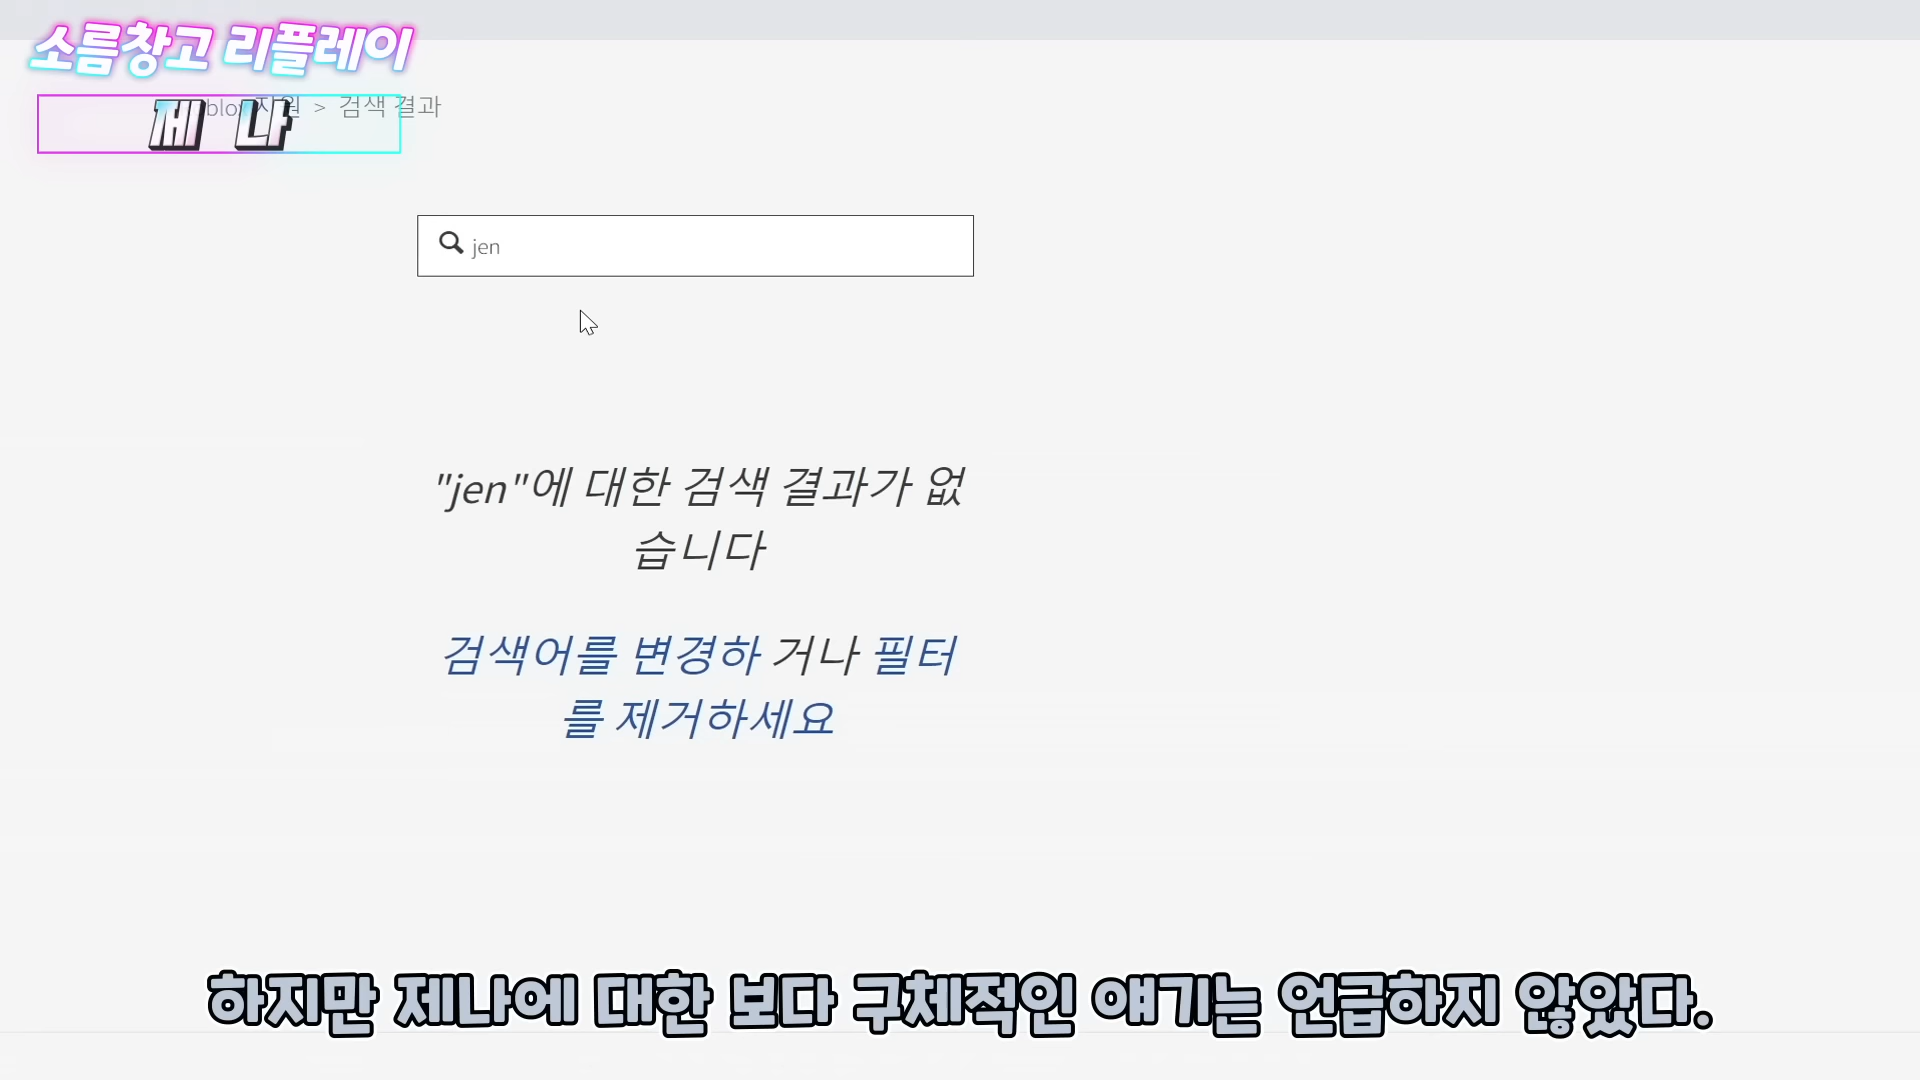 소름창고 리플레이
제 나
blox 지원 > 검색 결과
jen
"jen"에 대한 검색 결과가 없
습니다
검색어를 변경하 거나 필터
를 제거하세요
하지만 제나에 대한 보다 구체적인 얘기는 언급하지 않았다.